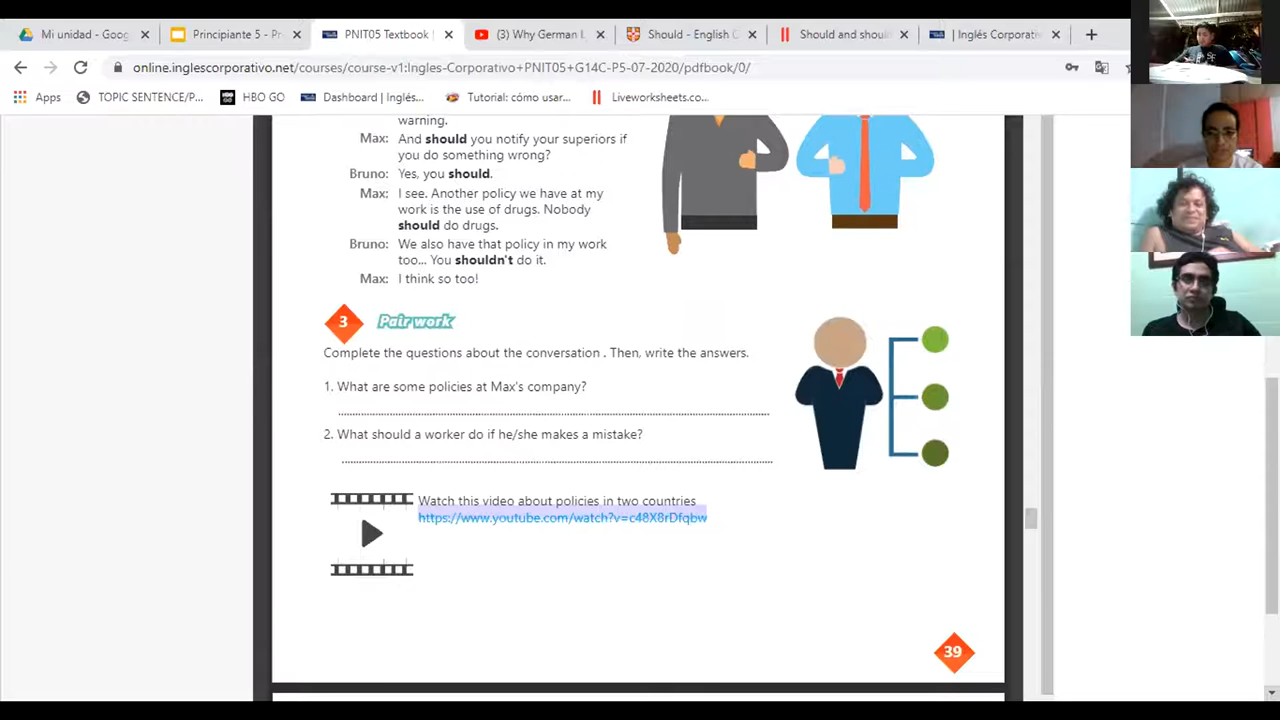 Mi unidad - Goog
Principiante 5 - Pr
PNIT05 Textbook |
(3) Why German
Should - English D
Should and shou
| Inglés Corporativ
online.inglescorporativo.net/courses/course-v1:Ingles-Corporativo+PNIT05+G14C-P5-07-2020/pdfbook/0/
Apps
TOPIC SENTENCE/P...
HBO GO
Dashboard | Inglés...
Tutorial: cómo usar...
Liveworksheets.co...
warning.
Max: And should you notify your superiors if
you do something wrong?
Bruno: Yes, you should.
Max: I see. Another policy we have at my
work is the use of drugs. Nobody
should do drugs.
Bruno: We also have that policy in my work
too... You shouldn't do it.
Max: I think so too!
3 Pair work
Complete the questions about the conversation . Then, write the answers.
1. What are some policies at Max's company?
2. What should a worker do if he/she makes a mistake?
Watch this video about policies in two countries
https://www.youtube.com/watch?v=c48X8rDfqbw
39